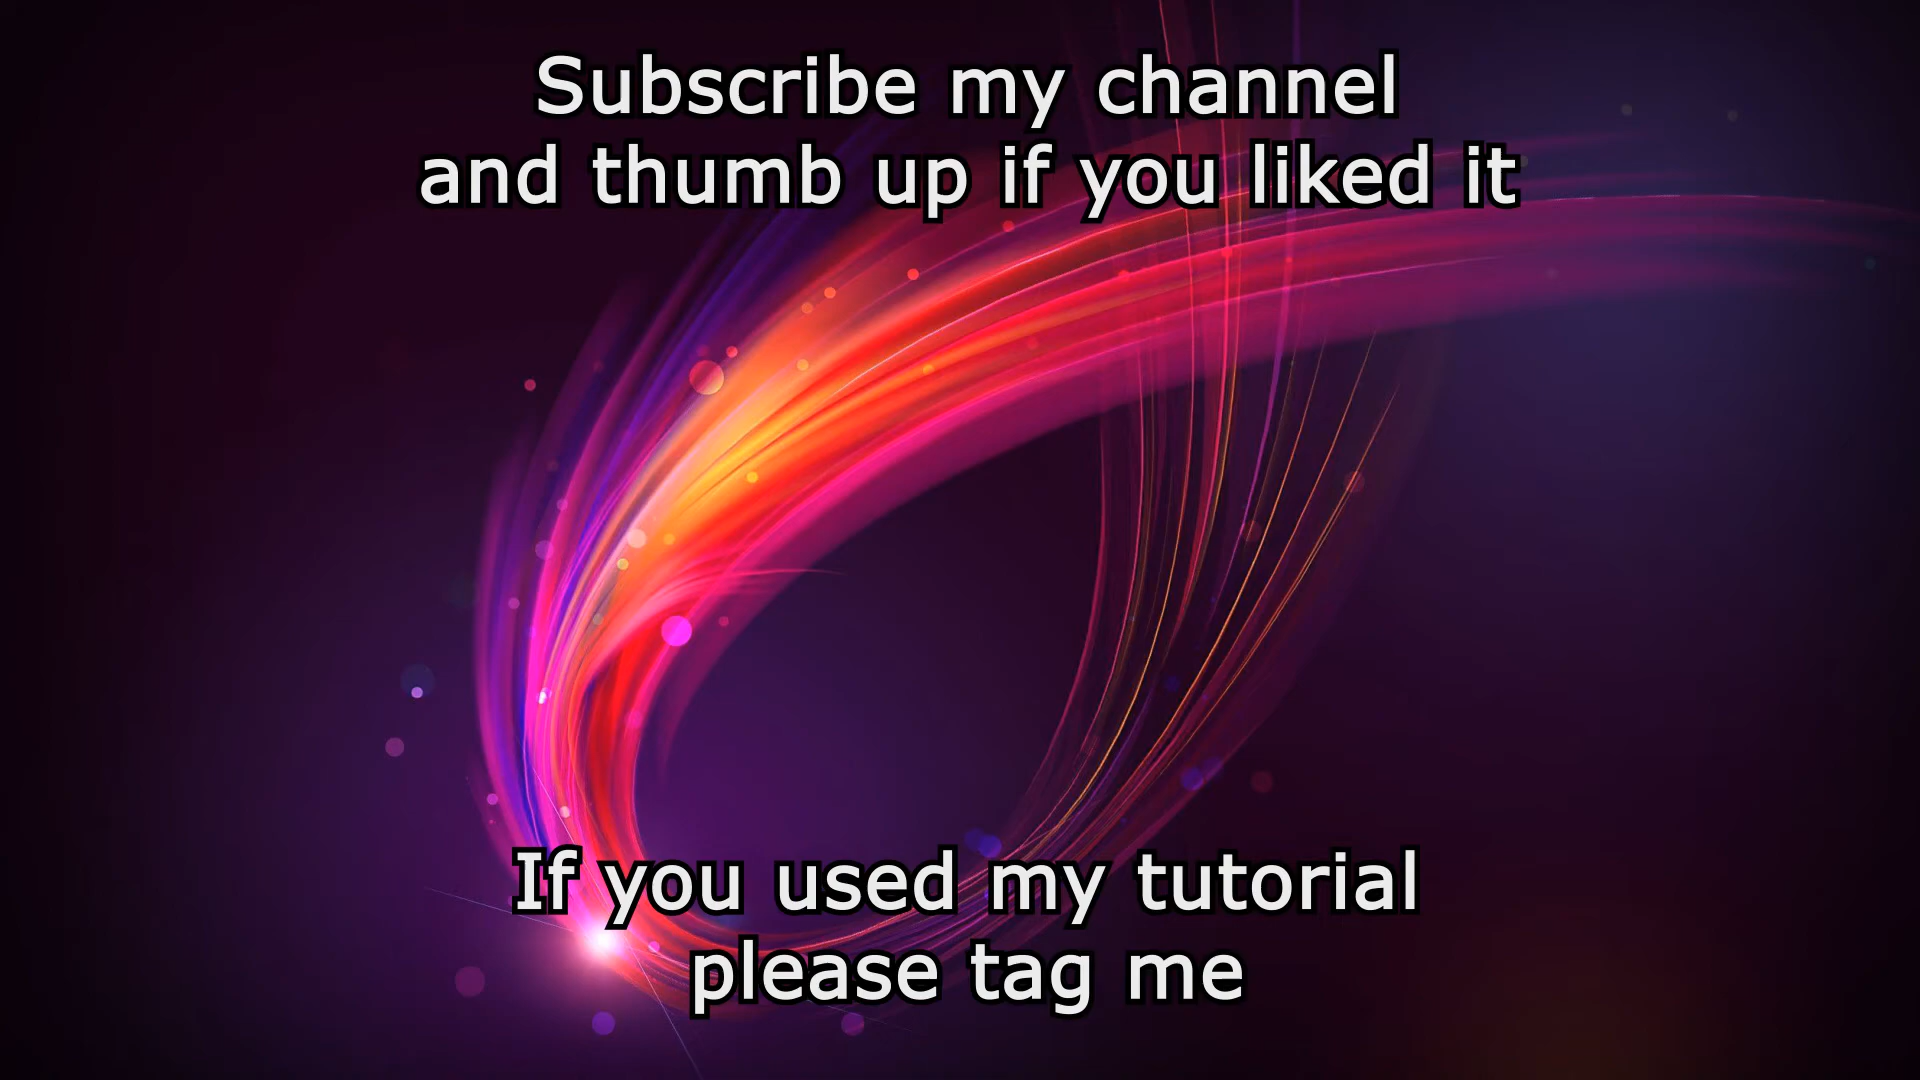 Subscribe my channel
and thumb up if you liked it
If you used my tutorial
please tag me